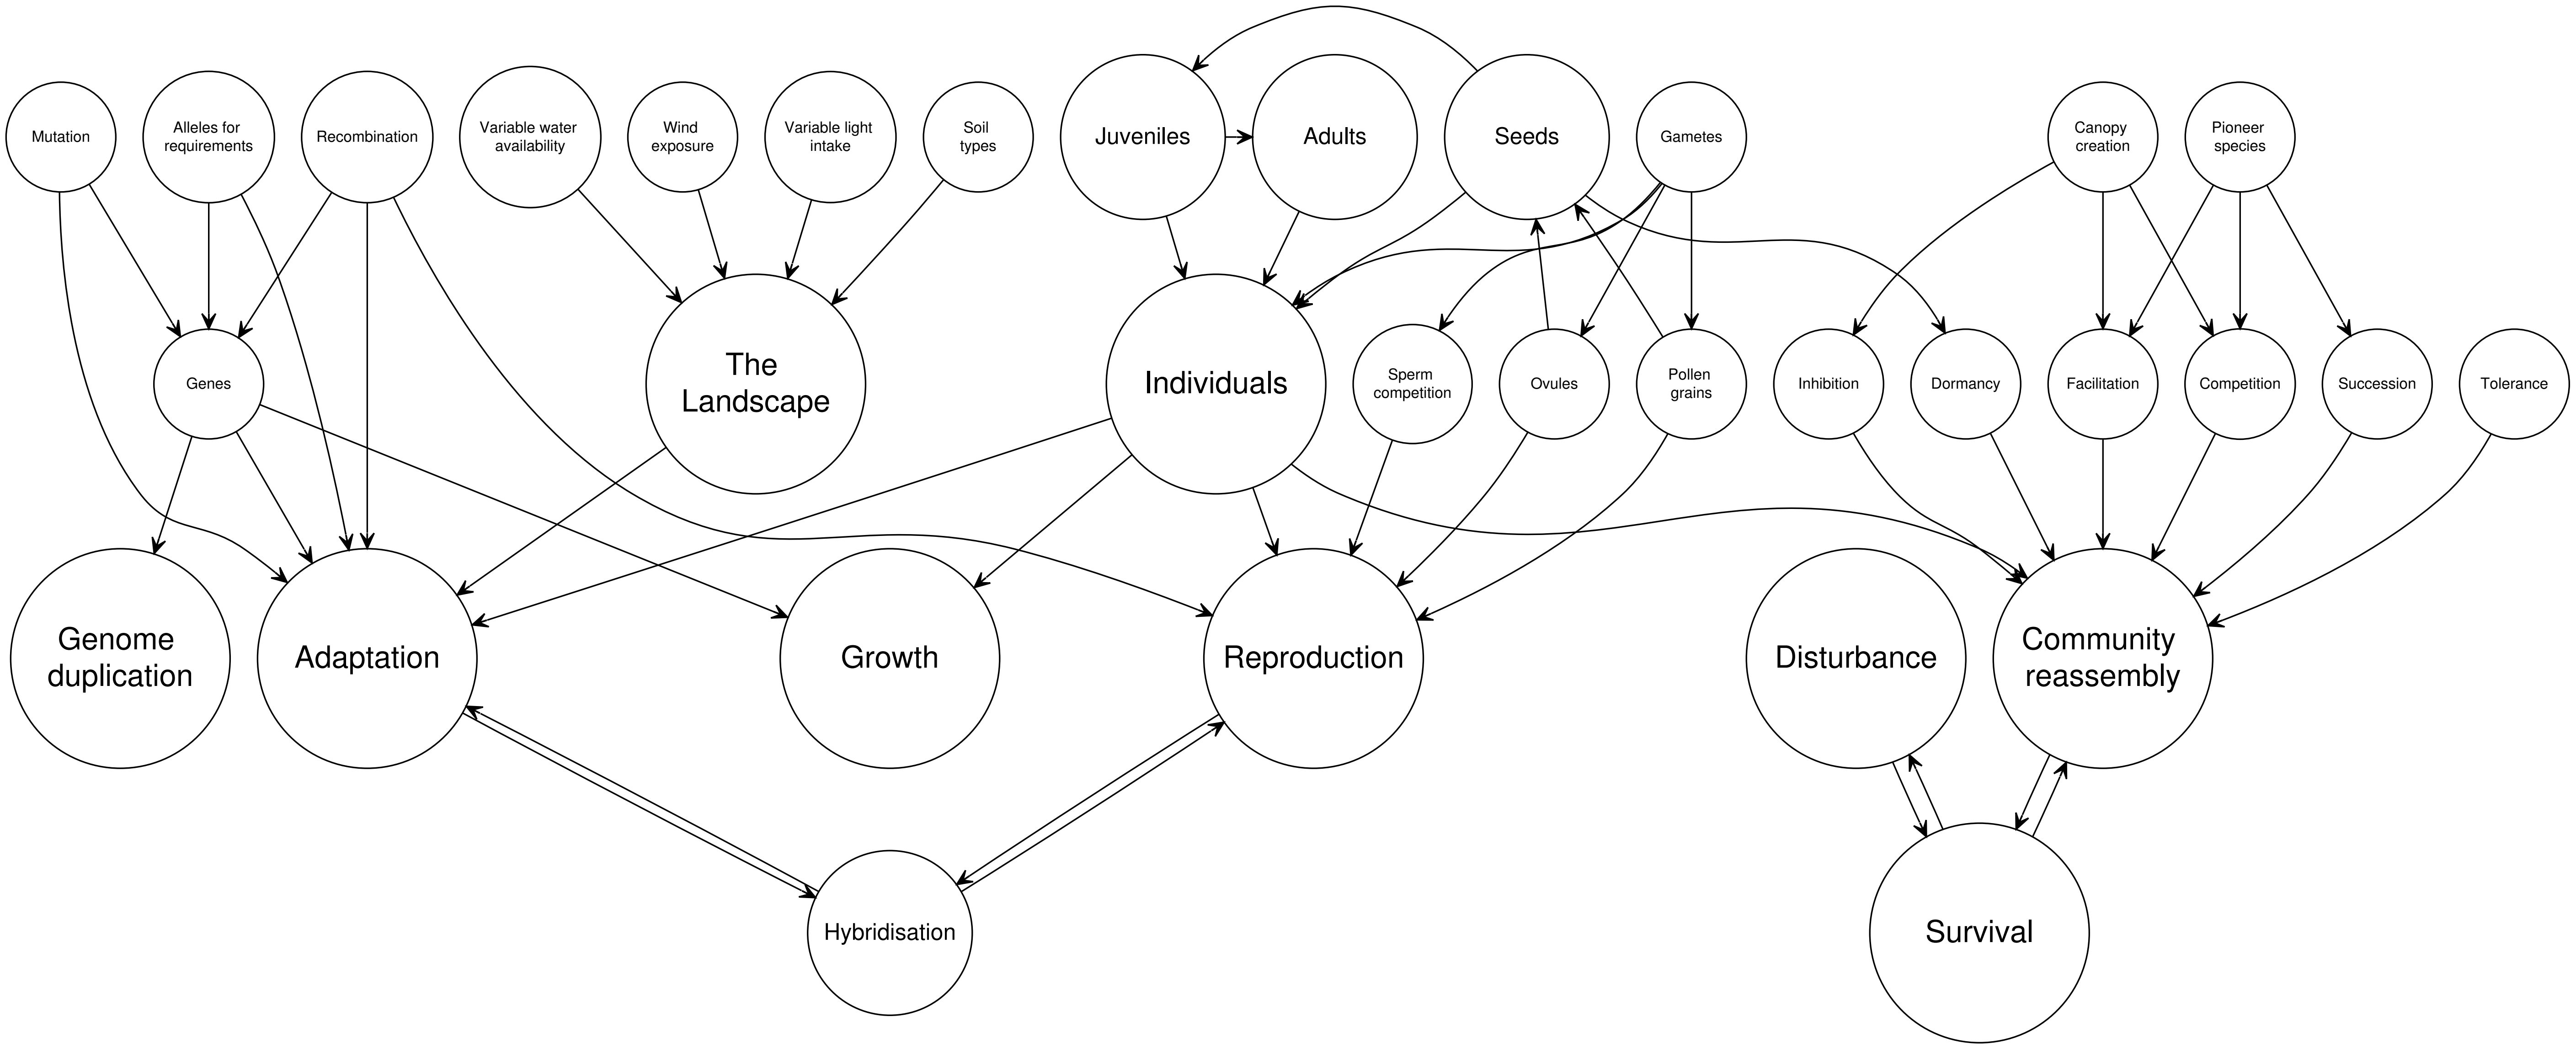 Mutation
Alleles for
requirements
Recombination
Variable water
availability
Wind
exposure
Variable light
intake
Soil
types
Juveniles
Adults
Seeds
Gametes
Canopy
creation
Pioneer
species
Genes
The
Landscape
Individuals
Sperm
competition
Ovules
Pollen
grains
Inhibition
Dormancy
Facilitation
Competition
Succession
Tolerance
Genome
duplication
Adaptation
Growth
Reproduction
Disturbance
Community
reassembly
Hybridisation
Survival